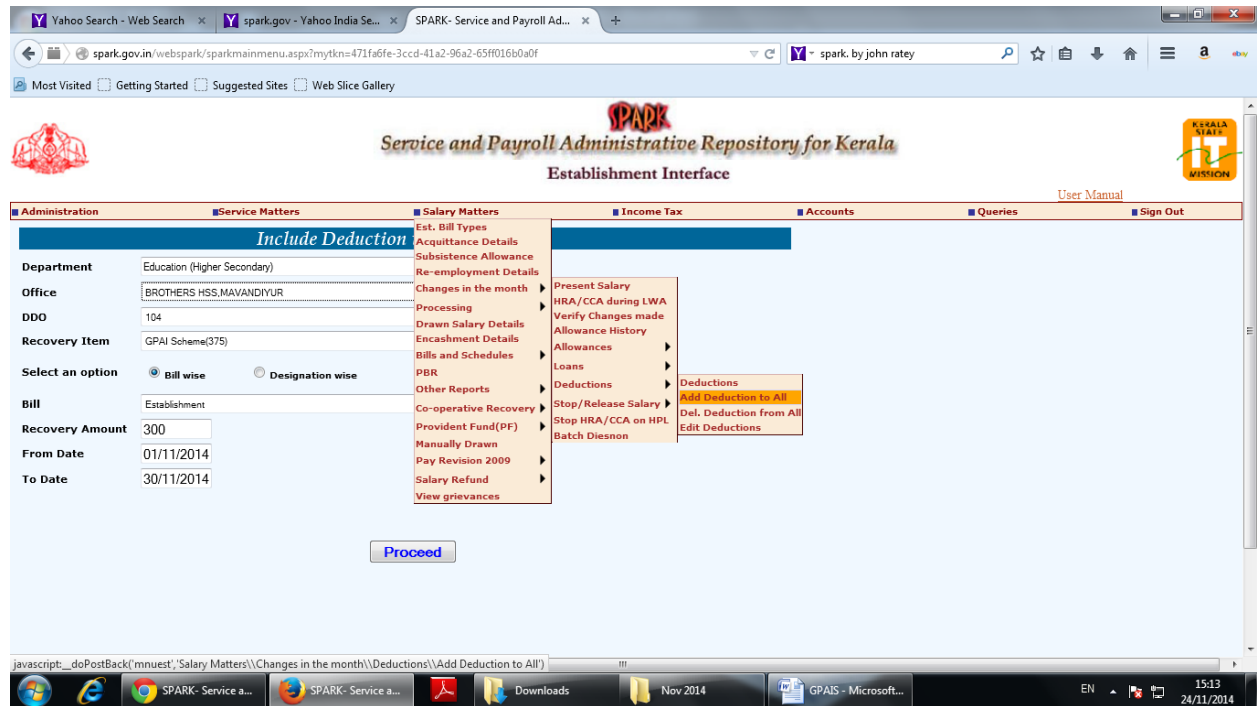 Yahoo Search - Web Search × spark.gov - Yahoo India Se... × SPARK- Service and Payroll Ad... × +
spark.gov.in/webspark/sparkmainmenu.aspx?mytkn=471fa6fe-3ccd-41a2-96a2-65ff016b0a0f spark. by john ratey
Most Visited Getting Started Suggested Sites Web Slice Gallery
SPARK
Service and Payroll Administrative Repository for Kerala
Establishment Interface
KERALA
STATE
IT
MISSION
User Manual
Administration Service Matters Salary Matters Income Tax Accounts Queries Sign Out
Include Deduction
Department Education (Higher Secondary)
Office BROTHERS HSS,MAVANDIYUR
DDO 104
Recovery Item GPAI Scheme(375)
Select an option Bill wise Designation wise
Bill Establishment
Recovery Amount 300
From Date 01/11/2014
To Date 30/11/2014
Proceed
Est. Bill Types
Acquittance Details
Subsistence Allowance
Re-employment Details
Changes in the month
Processing
Drawn Salary Details
Encashment Details
Bills and Schedules
PBR
Other Reports
Co-operative Recovery
Provident Fund(PF)
Manually Drawn
Pay Revision 2009
Salary Refund
View grievances
Present Salary
HRA/CCA during LWA
Verify Changes made
Allowance History
Allowances
Loans
Deductions
Stop/Release Salary
Stop HRA/CCA on HPL
Batch Diesnon
Deductions
Add Deduction to All
Del. Deduction from All
Edit Deductions
javascript:__doPostBack('mnuest','Salary Matters\\Changes in the month\\Deductions\\Add Deduction to All')
SPARK- Service a... SPARK- Service a... Downloads Nov 2014 GPAIS - Microsoft... EN 15:13
24/11/2014